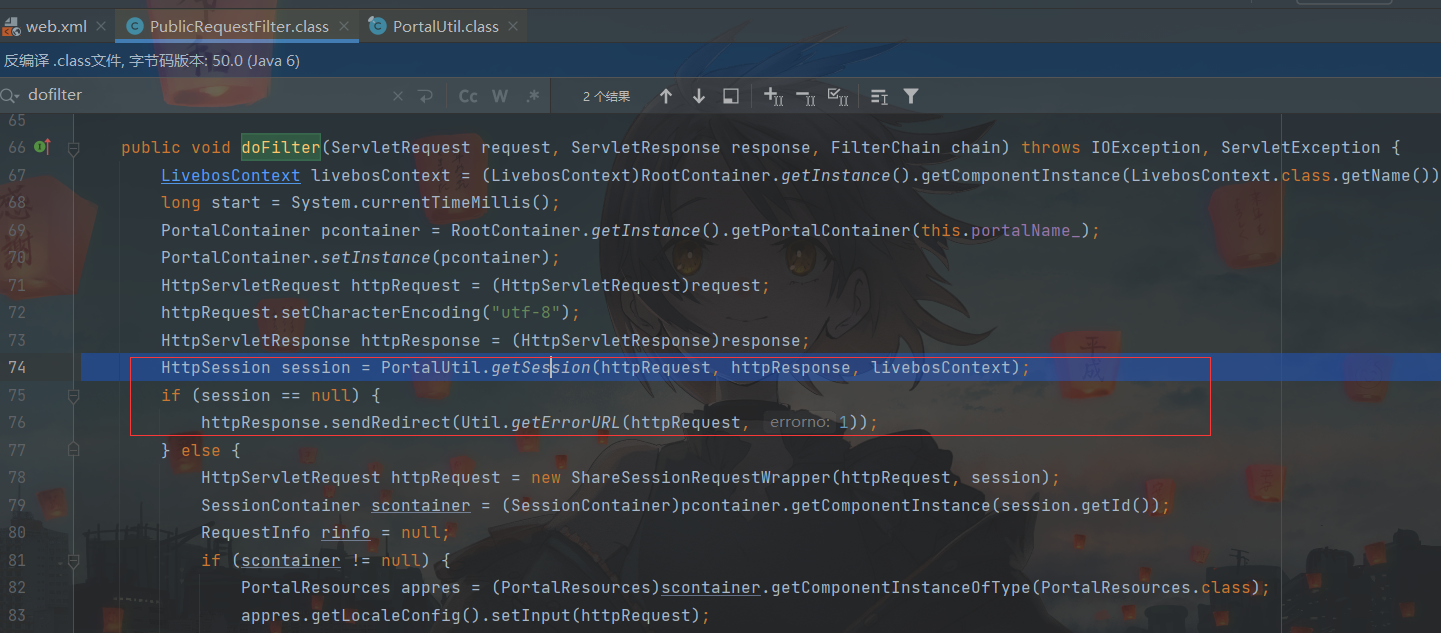 web.xml PublicRequestFilter.class PortalUtil.class
反编译 .class文件, 字节码版本: 50.0 (Java 6)
dofilter Cc W .* 2 个结果
65
66 public void doFilter(ServletRequest request, ServletResponse response, FilterChain chain) throws IOException, ServletException {
67 LivebosContext livebosContext = (LivebosContext)RootContainer.getInstance().getComponentInstance(LivebosContext.class.getName())
68 long start = System.currentTimeMillis();
69 PortalContainer pcontainer = RootContainer.getInstance().getPortalContainer(this.portalName_);
70 PortalContainer.setInstance(pcontainer);
71 HttpServletRequest httpRequest = (HttpServletRequest)request;
72 httpRequest.setCharacterEncoding("utf-8");
73 HttpServletResponse httpResponse = (HttpServletResponse)response;
74 HttpSession session = PortalUtil.getSession(httpRequest, httpResponse, livebosContext);
75 if (session == null) {
76 httpResponse.sendRedirect(Util.getErrorURL(httpRequest, errorno: 1));
77 } else {
78 HttpServletRequest httpRequest = new ShareSessionRequestWrapper(httpRequest, session);
79 SessionContainer scontainer = (SessionContainer)pcontainer.getComponentInstance(session.getId());
80 RequestInfo rinfo = null;
81 if (scontainer != null) {
82 PortalResources appres = (PortalResources)scontainer.getComponentInstanceOfType(PortalResources.class);
83 appres.getLocaleConfig().setInput(httpRequest);